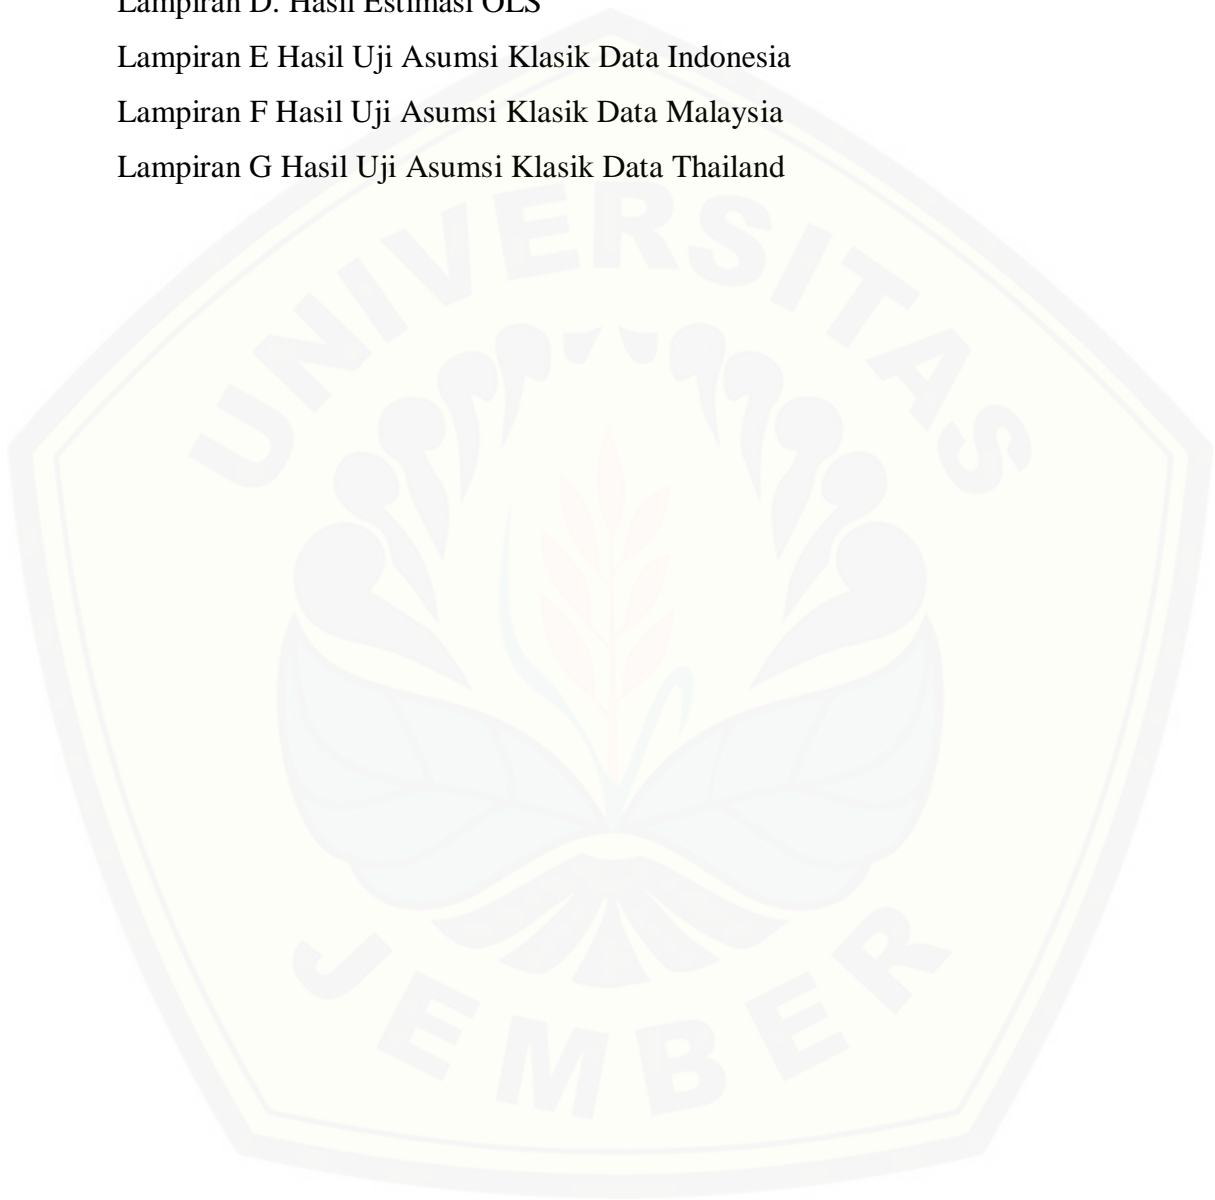 Lampiran D. Hasil Estimasi OLS
Lampiran E Hasil Uji Asumsi Klasik Data Indonesia
Lampiran F Hasil Uji Asumsi Klasik Data Malaysia
Lampiran G Hasil Uji Asumsi Klasik Data Thailand
UNIVERSITAS
JEMBER